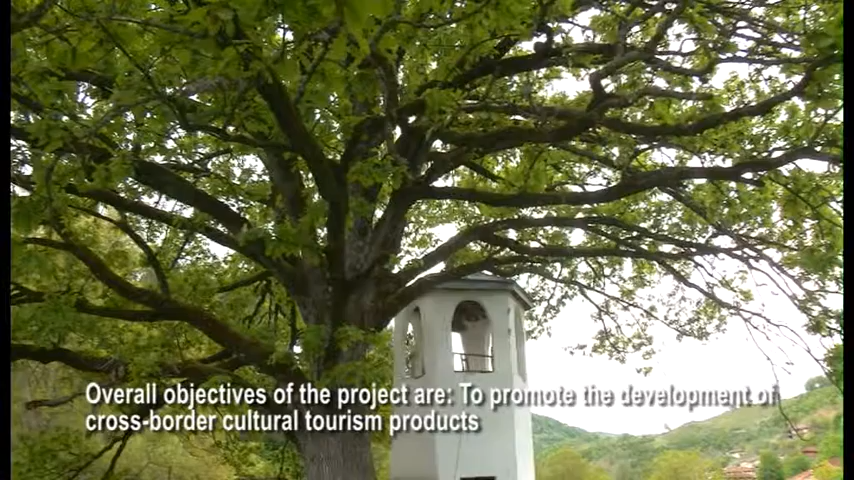 Overall objectives of the project are: To promote the development of
cross-border cultural tourism products